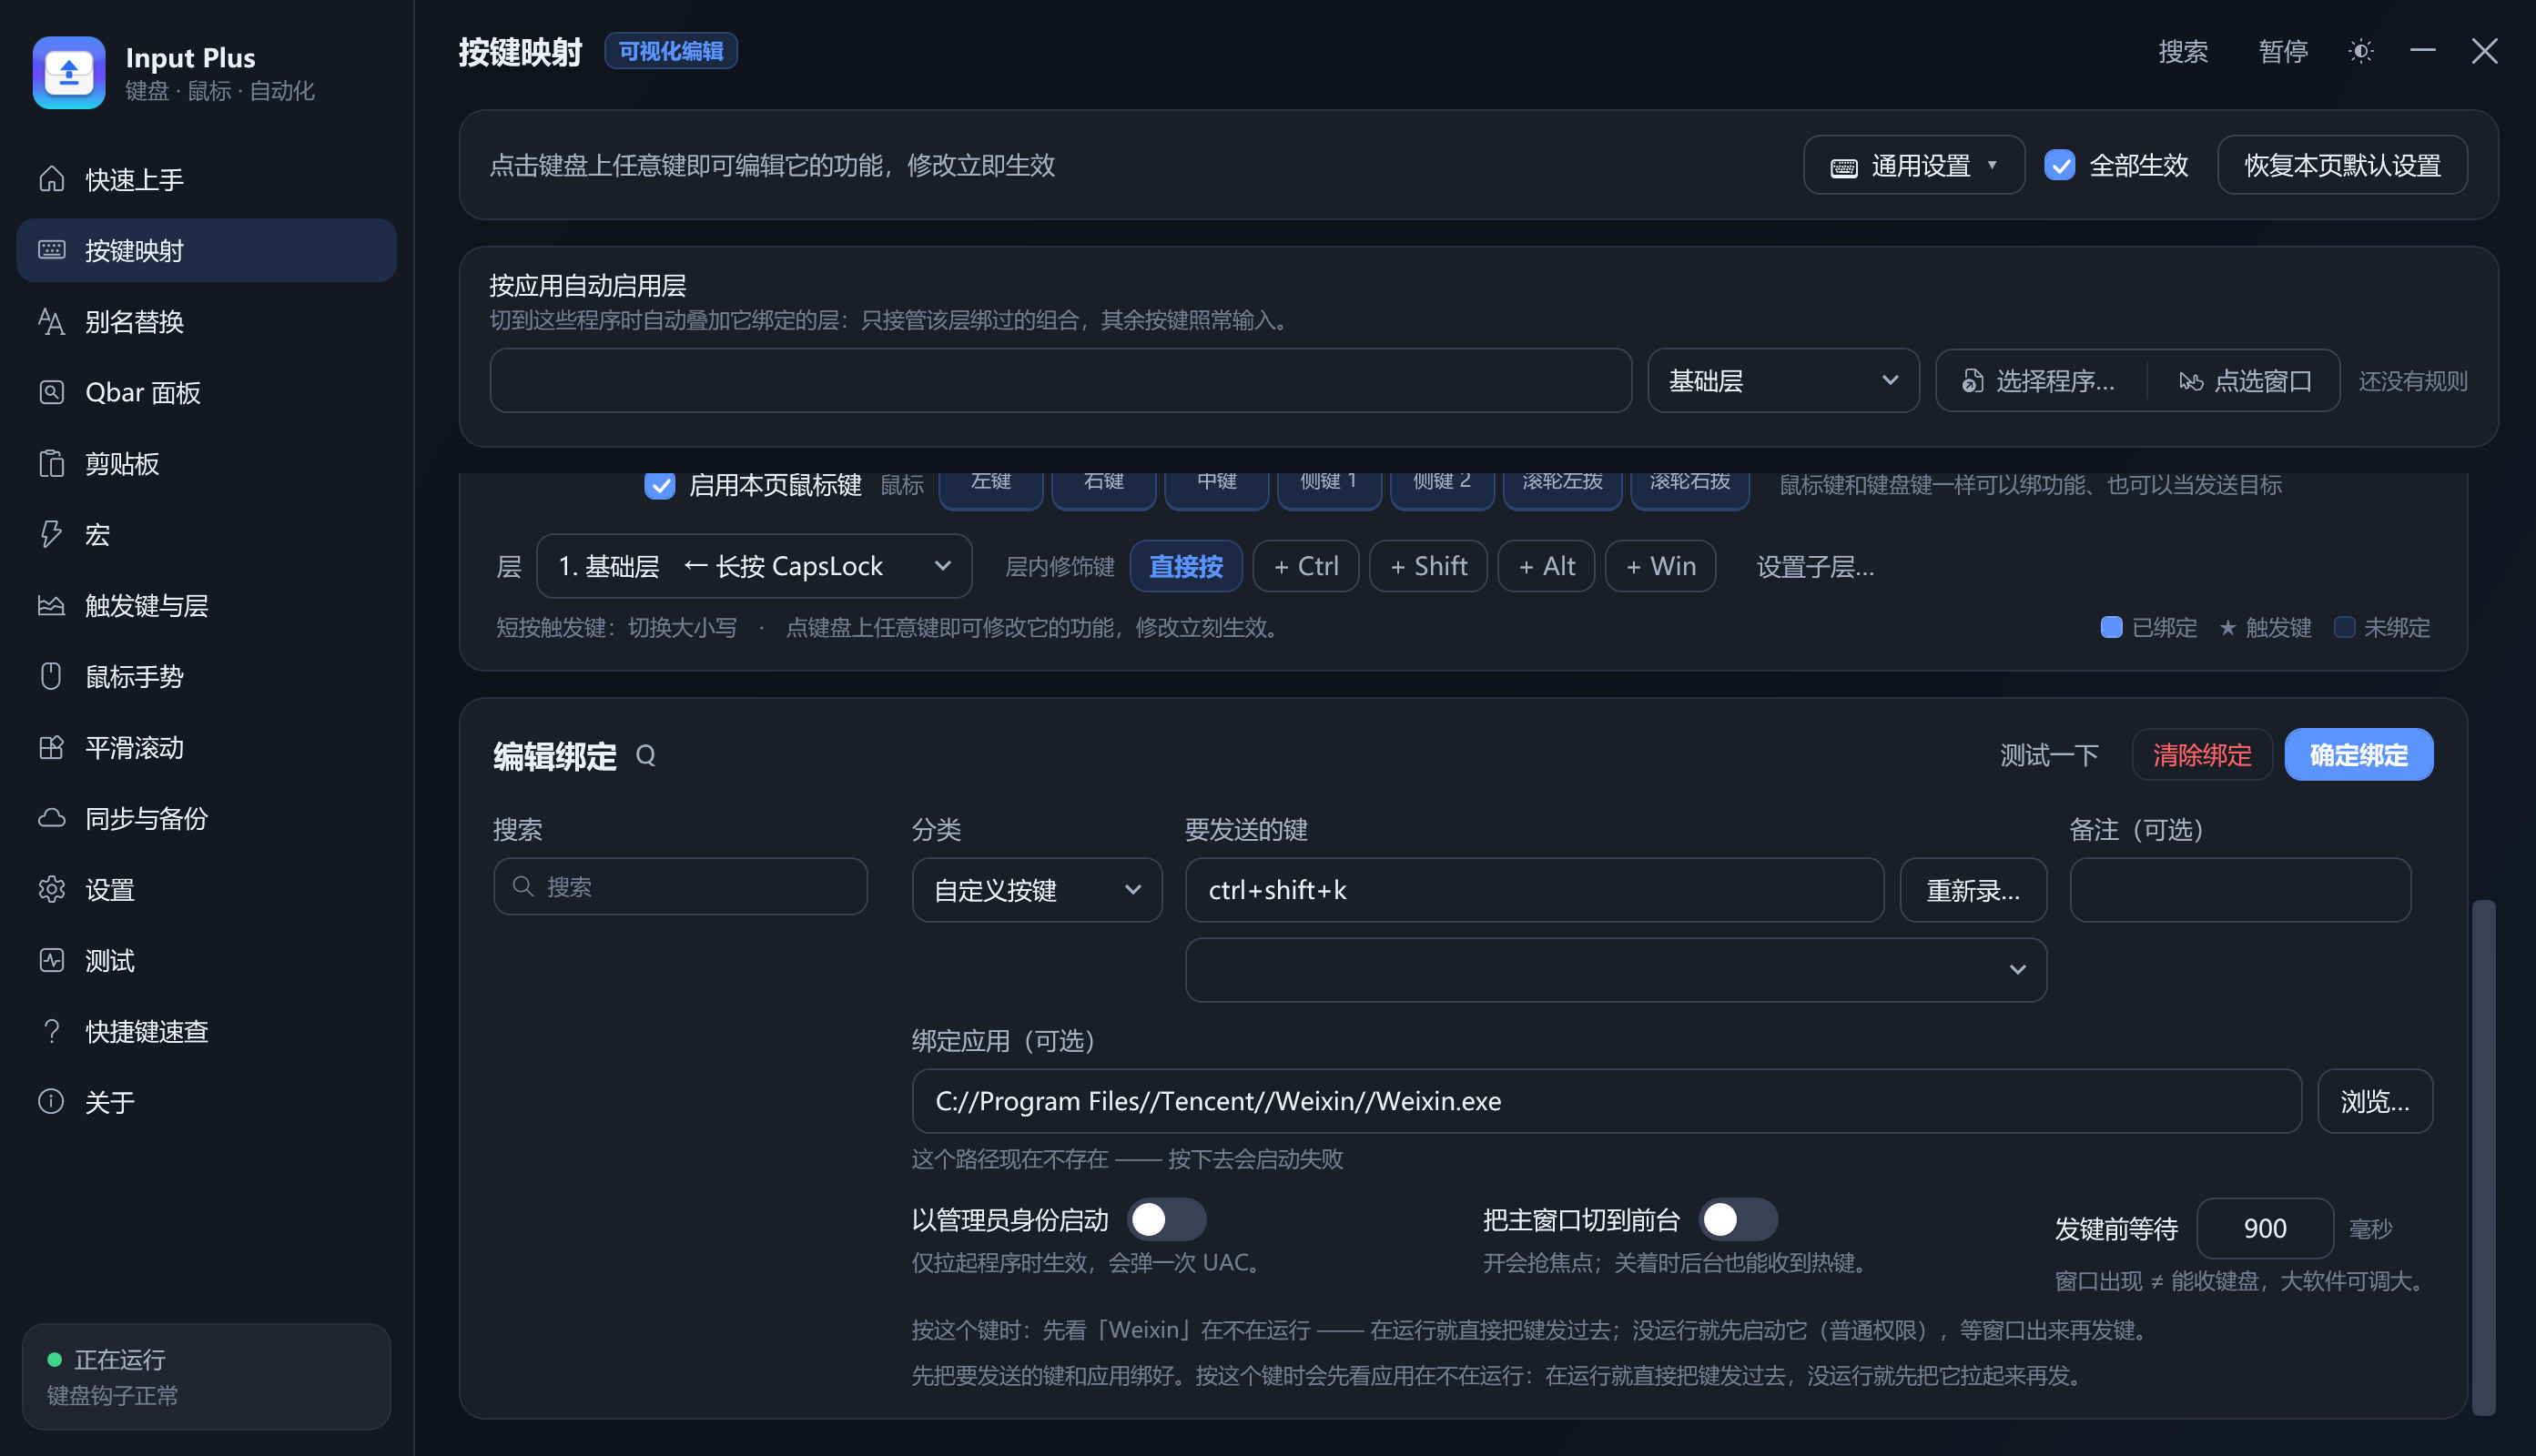 Input Plus
键盘 · 鼠标 · 自动化
快速上手
按键映射
别名替换
Qbar 面板
剪贴板
宏
触发键与层
鼠标手势
平滑滚动
同步与备份
设置
测试
快捷键速查
关于
正在运行
键盘钩子正常
按键映射 可视化编辑 搜索 暂停
点击键盘上任意键即可编辑它的功能，修改立即生效 通用设置 全部生效 恢复本页默认设置
按应用自动启用层
切到这些程序时自动叠加它绑定的层：只接管该层绑过的组合，其余按键照常输入。
基础层 选择程序... 点选窗口 还没有规则
启用本页鼠标键 鼠标 左键 右键 中键 侧键 1 侧键 2 滚轮左拨 滚轮右拨 鼠标键和键盘键一样可以绑功能、也可以当发送目标
层 1. 基础层 ← 长按 CapsLock 层内修饰键 直接按 + Ctrl + Shift + Alt + Win 设置子层...
短按触发键：切换大小写 · 点键盘上任意键即可修改它的功能，修改立刻生效。 已绑定 ★ 触发键 未绑定
编辑绑定 Q 测试一下 清除绑定 确定绑定
搜索 分类 要发送的键 备注（可选）
搜索 自定义按键 ctrl+shift+k 重新录...
绑定应用（可选）
C://Program Files//Tencent//Weixin//Weixin.exe 浏览...
这个路径现在不存在 —— 按下去会启动失败
以管理员身份启动 把主窗口切到前台 发键前等待 900 毫秒
仅拉起程序时生效，会弹一次 UAC。 开会抢焦点；关着时后台也能收到热键。 窗口出现 ≠ 能收键盘，大软件可调大。
按这个键时：先看「Weixin」在不在运行 —— 在运行就直接把键发过去；没运行就先启动它（普通权限），等窗口出来再发键。
先把要发送的键和应用绑好。按这个键时会先看应用在不在运行：在运行就直接把键发过去，没运行就先把它拉起来再发。